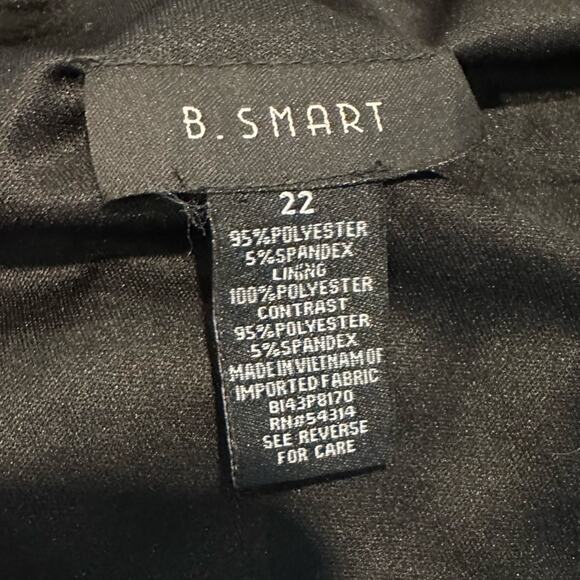 B. SMART
22
95%POLYESTER
5%SPANDEX
LINING
100%POLYESTER
CONTRAST
95%POLYESTER
5%SPANDEX
MADE IN VIETNAM OF
IMPORTED FABRIC
B143P8170
RN#54314
SEE REVERSE
FOR CARE